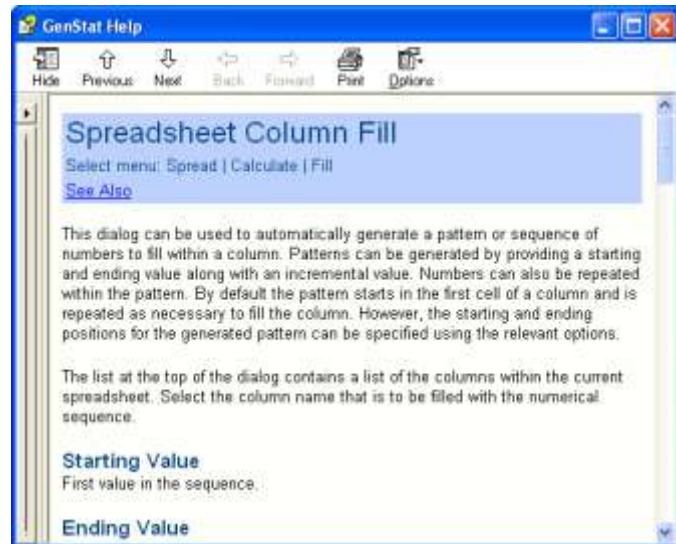 GenStat Help
Hide Previous Next Back Forward Print Options
Spreadsheet Column Fill
Select menu: Spread | Calculate | Fill
See Also
This dialog can be used to automatically generate a pattern or sequence of
numbers to fill within a column. Patterns can be generated by providing a starting
and ending value along with an incremental value. Numbers can also be repeated
within the pattern. By default the pattern starts in the first cell of a column and is
repeated as necessary to fill the column. However, the starting and ending
positions for the generated pattern can be specified using the relevant options.
The list at the top of the dialog contains a list of the columns within the current
spreadsheet. Select the column name that is to be filled with the numerical
sequence.
Starting Value
First value in the sequence.
Ending Value